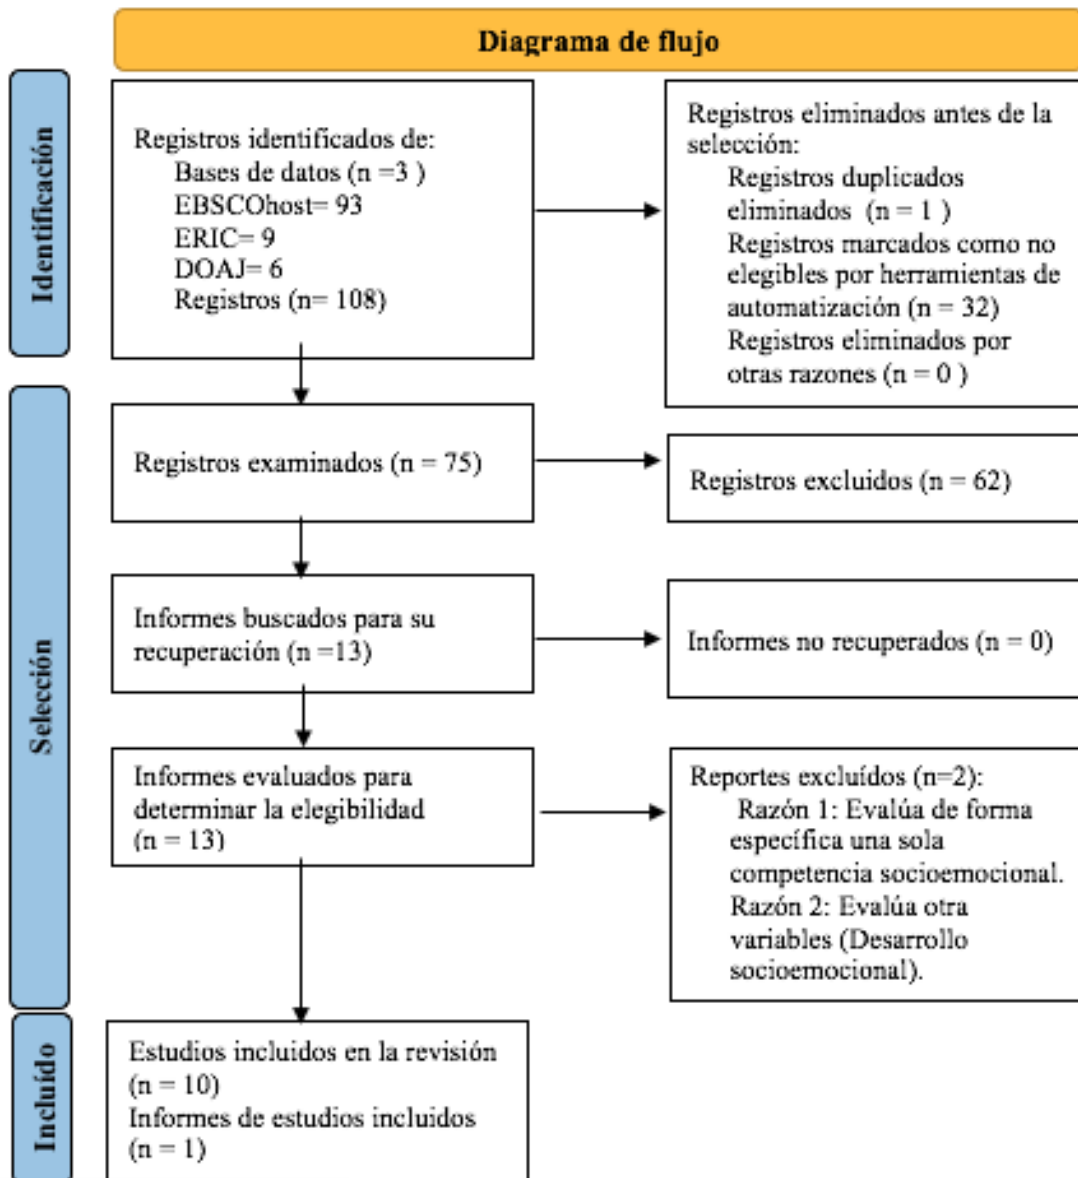 Diagrama de flujo
Identificación
Registros identificados de:
Bases de datos (n =3 )
EBSCOhost= 93
ERIC= 9
DOAJ= 6
Registros (n= 108)
Registros eliminados antes de la
selección:
Registros duplicados
eliminados (n = 1 )
Registros marcados como no
elegibles por herramientas de
automatización (n = 32)
Registros eliminados por
otras razones (n = 0 )
Selección
Registros examinados (n = 75)
Registros excluidos (n = 62)
Informes buscados para su
recuperación (n =13)
Informes no recuperados (n = 0)
Informes evaluados para
determinar la elegibilidad
(n = 13)
Reportes excluídos (n=2):
Razón 1: Evalúa de forma
específica una sola
competencia socioemocional.
Razón 2: Evalúa otra
variables (Desarrollo
socioemocional).
Incluído
Estudios incluidos en la revisión
(n = 10)
Informes de estudios incluidos
(n = 1)